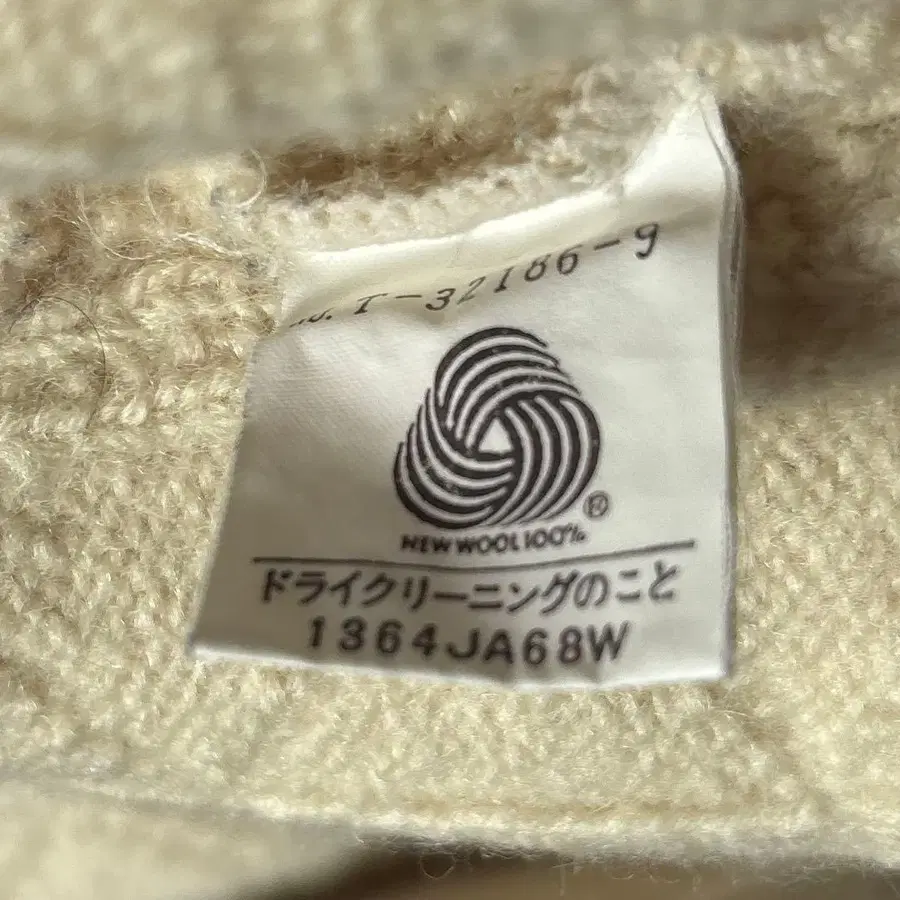 No. T-32186-9
®
NEW WOOL 100%
ドライクリーニングのこと
1364JA68W